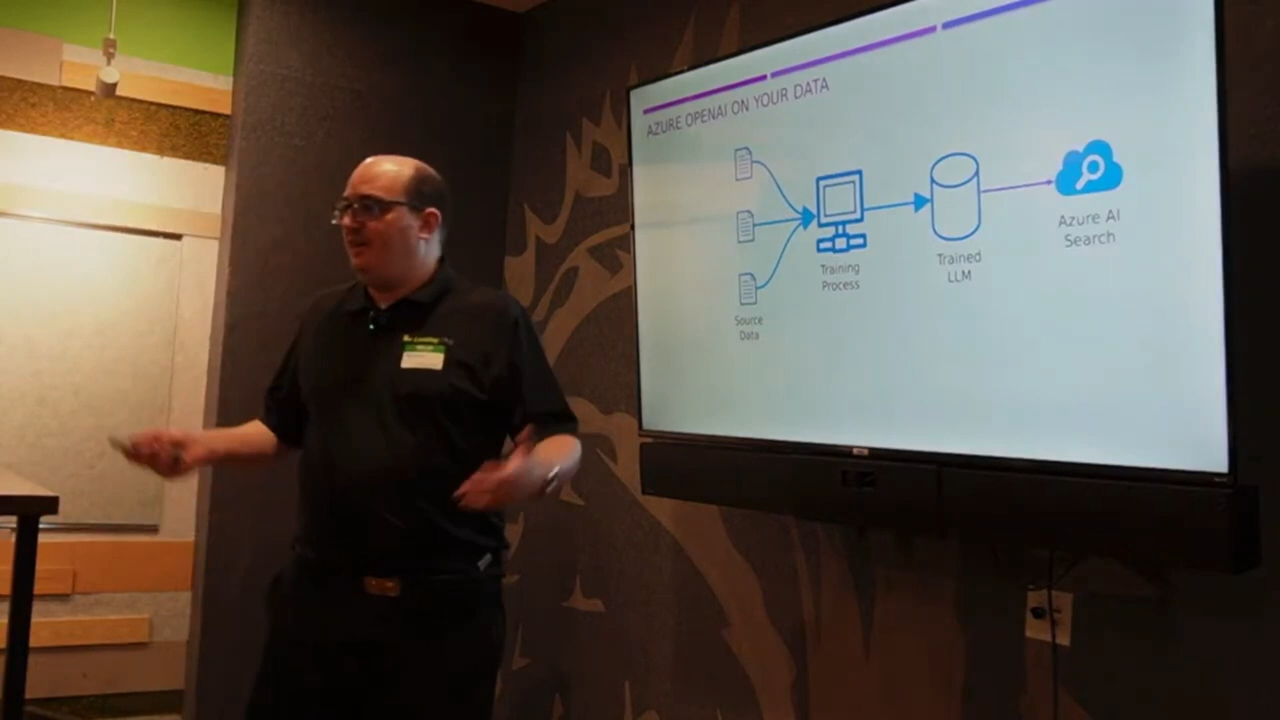 AZURE OPENAI ON YOUR DATA
Source
Data
Training
Process
Trained
LLM
Azure AI
Search